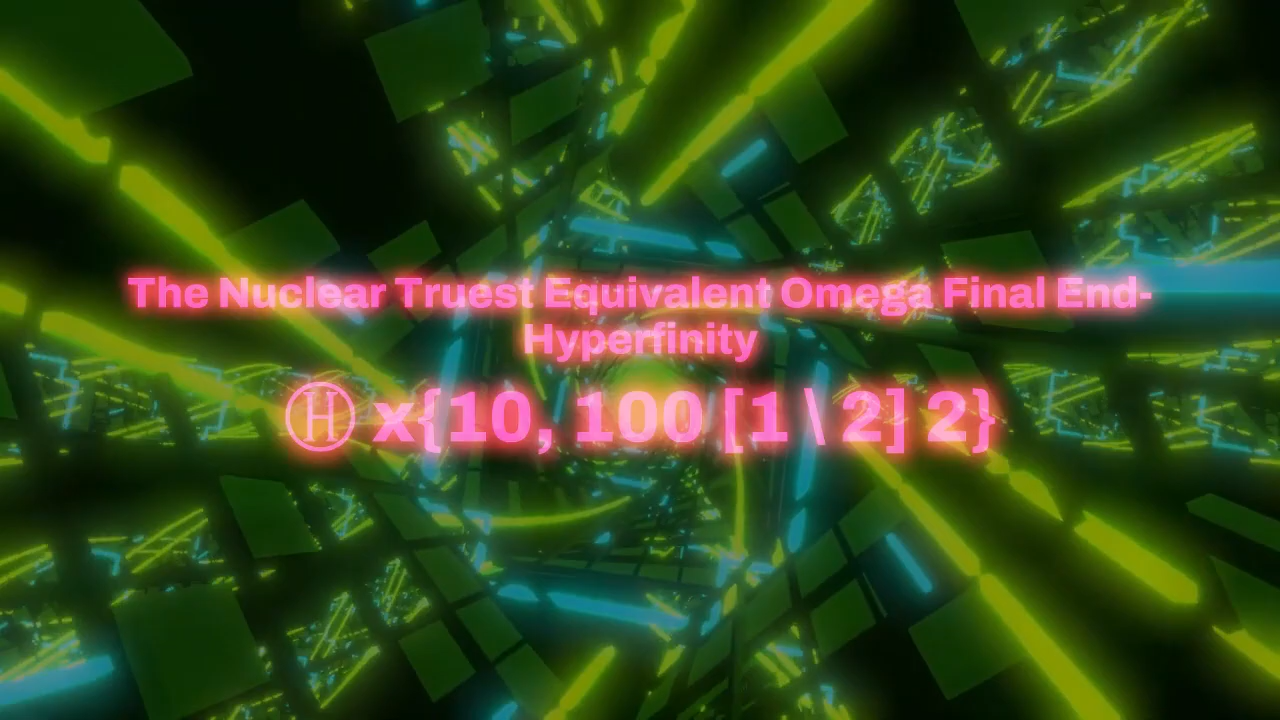 The Nuclear Truest Equivalent Omega Final End-
Hyperfinity
Ⓗ x{10, 100 [1 \ 2] 2}